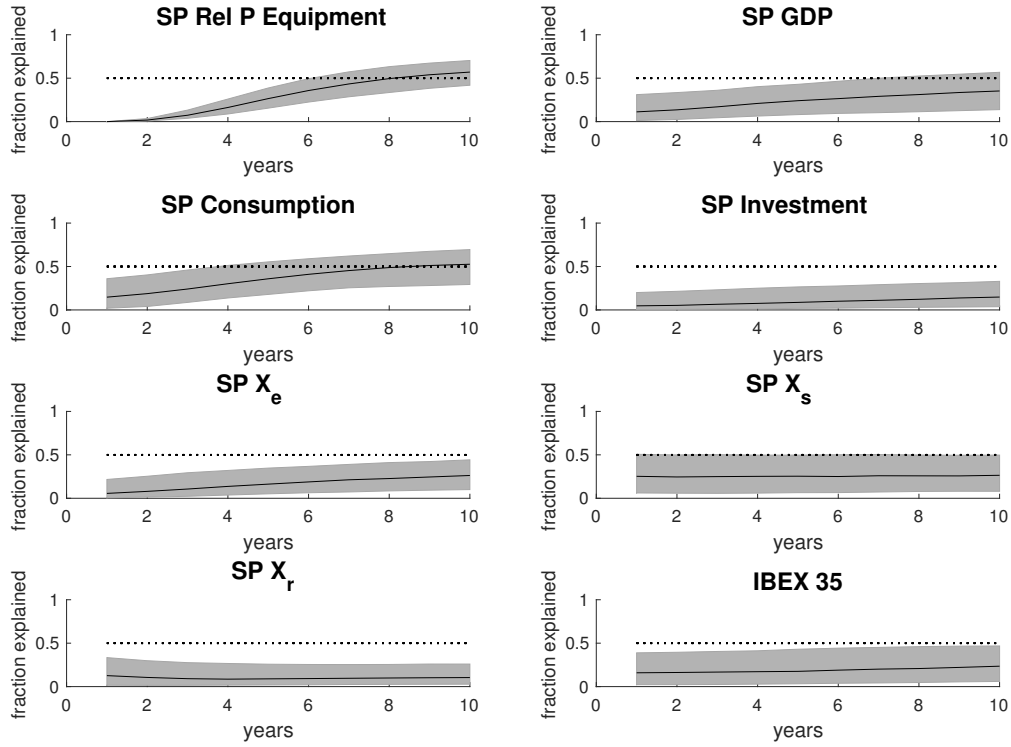 SP Rel P Equipment
fraction explained
1
0.5
0
0 2 4 6 8 10
years
SP GDP
fraction explained
1
0.5
0
0 2 4 6 8 10
years
SP Consumption
fraction explained
1
0.5
0
0 2 4 6 8 10
years
SP Investment
fraction explained
1
0.5
0
0 2 4 6 8 10
years
SP X_e
fraction explained
1
0.5
0
0 2 4 6 8 10
years
SP X_s
fraction explained
1
0.5
0
0 2 4 6 8 10
years
SP X_r
fraction explained
1
0.5
0
0 2 4 6 8 10
years
IBEX 35
fraction explained
1
0.5
0
0 2 4 6 8 10
years